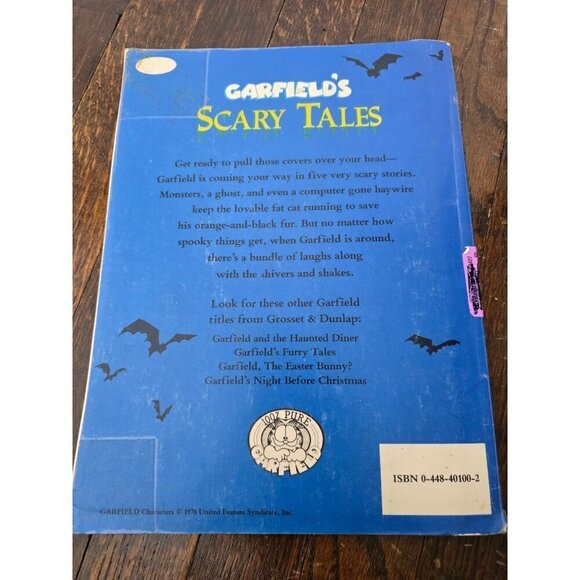 GARFIELD'S
SCARY TALES
Get ready to pull those covers over your head—
Garfield is coming your way in five very scary stories.
Monsters, a ghost, and even a computer gone haywire
keep the lovable fat cat running to save
his orange-and-black fur. But no matter how
spooky things get, when Garfield is around,
there's a bundle of laughs along
with the shivers and shakes.
Look for these other Garfield
titles from Grosset & Dunlap:
Garfield and the Haunted Diner
Garfield's Furry Tales
Garfield, The Easter Bunny?
Garfield's Night Before Christmas
100% PURE
GARFIELD
ISBN 0-448-40100-2
GARFIELD Characters © 1978 United Feature Syndicate, Inc.